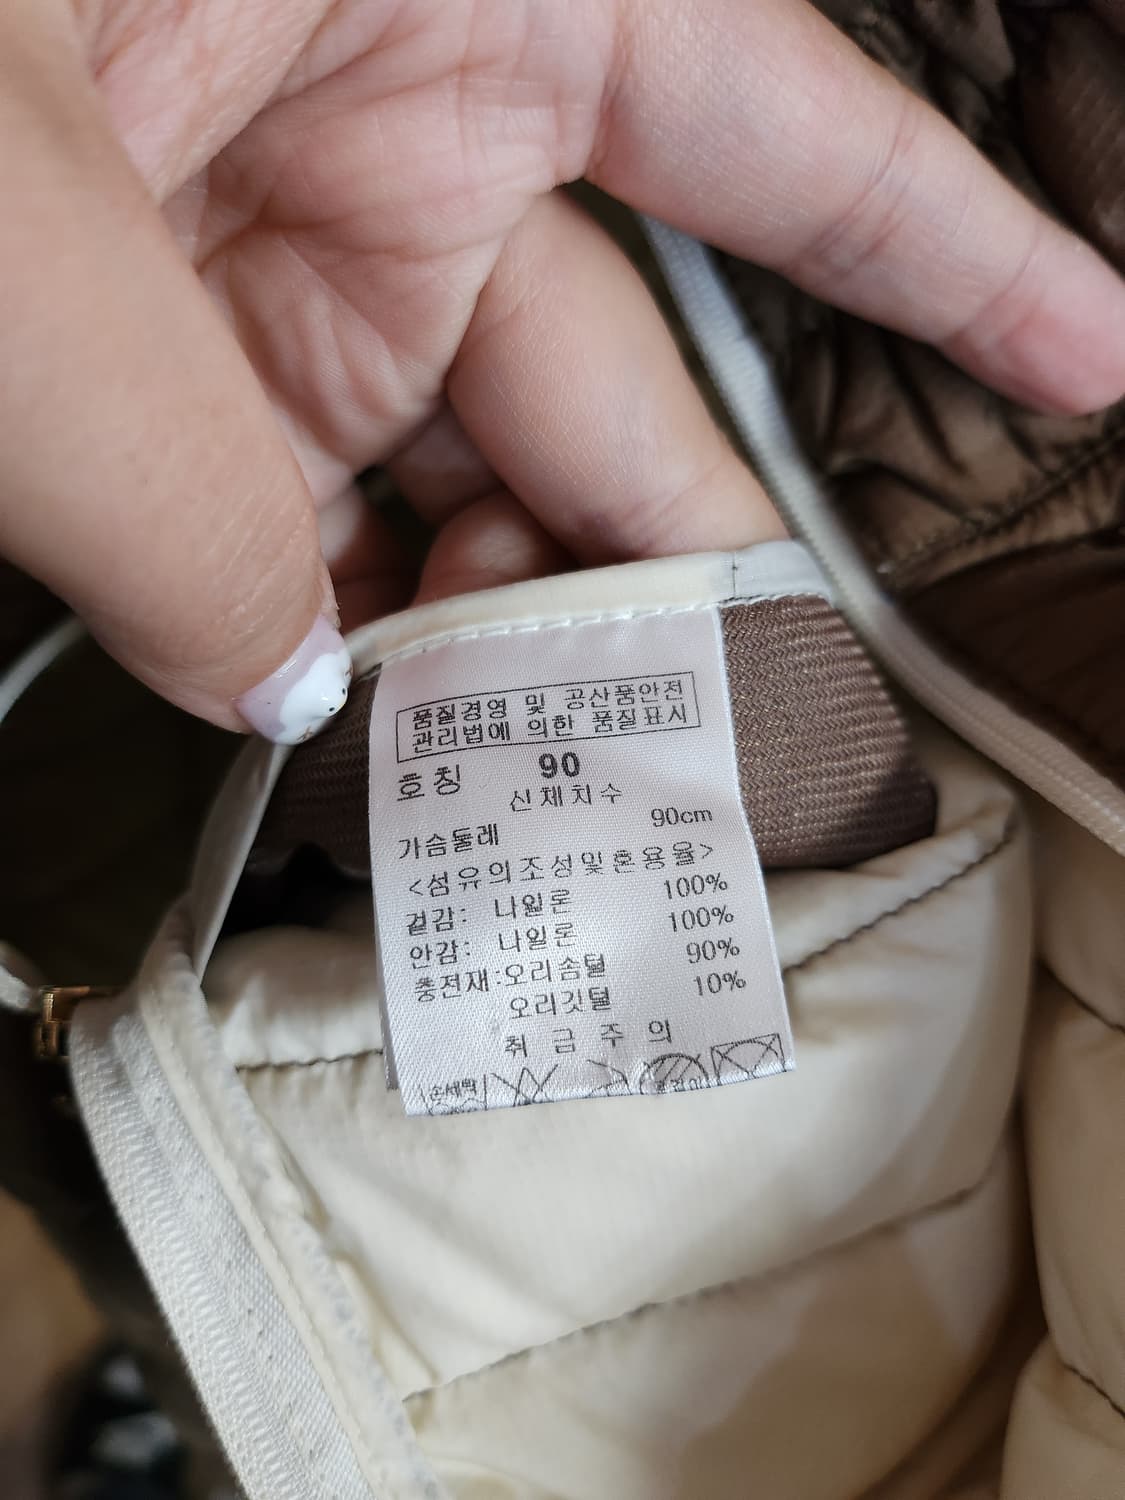 품질경영 및 공산품안전
관리법에 의한 품질표시
호칭 90
신체치수
가슴둘레 90cm
<섬유의조성및혼용율>
겉감: 나일론 100%
안감: 나일론 100%
충전재:오리솜털 90%
오리깃털 10%
취 급 주 의
손세탁